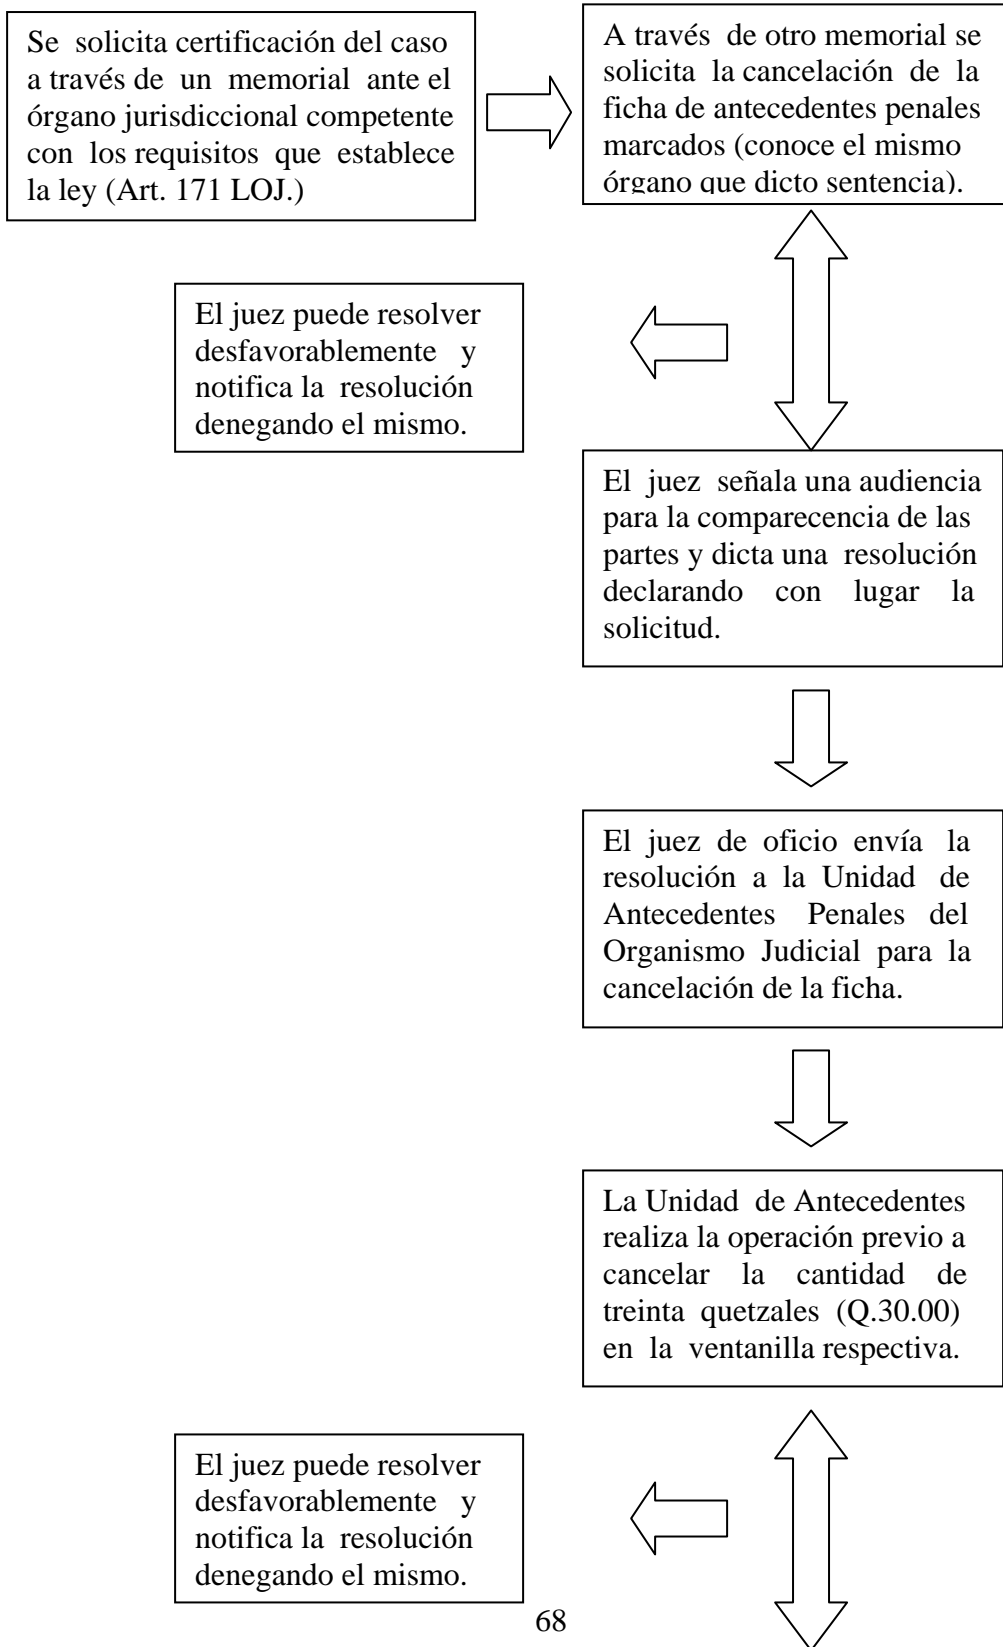 Se solicita certificación del caso
a través de un memorial ante el
órgano jurisdiccional competente
con los requisitos que establece
la ley (Art. 171 LOJ.)
A través de otro memorial se
solicita la cancelación de la
ficha de antecedentes penales
marcados (conoce el mismo
órgano que dicto sentencia).
El juez puede resolver
desfavorablemente y
notifica la resolución
denegando el mismo.
El juez señala una audiencia
para la comparecencia de las
partes y dicta una resolución
declarando con lugar la
solicitud.
El juez de oficio envía la
resolución a la Unidad de
Antecedentes Penales del
Organismo Judicial para la
cancelación de la ficha.
La Unidad de Antecedentes
realiza la operación previo a
cancelar la cantidad de
treinta quetzales (Q.30.00)
en la ventanilla respectiva.
El juez puede resolver
desfavorablemente y
notifica la resolución
denegando el mismo.
68